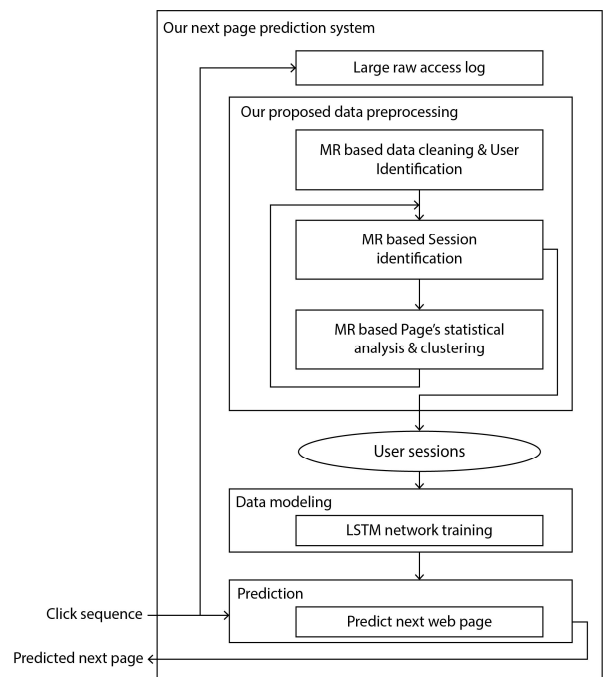 Our next page prediction system
Large raw access log
Our proposed data preprocessing
MR based data cleaning & User
Identification
MR based Session
identification
MR based Page's statistical
analysis & clustering
User sessions
Data modeling
LSTM network training
Prediction
Click sequence
Predict next web page
Predicted next page